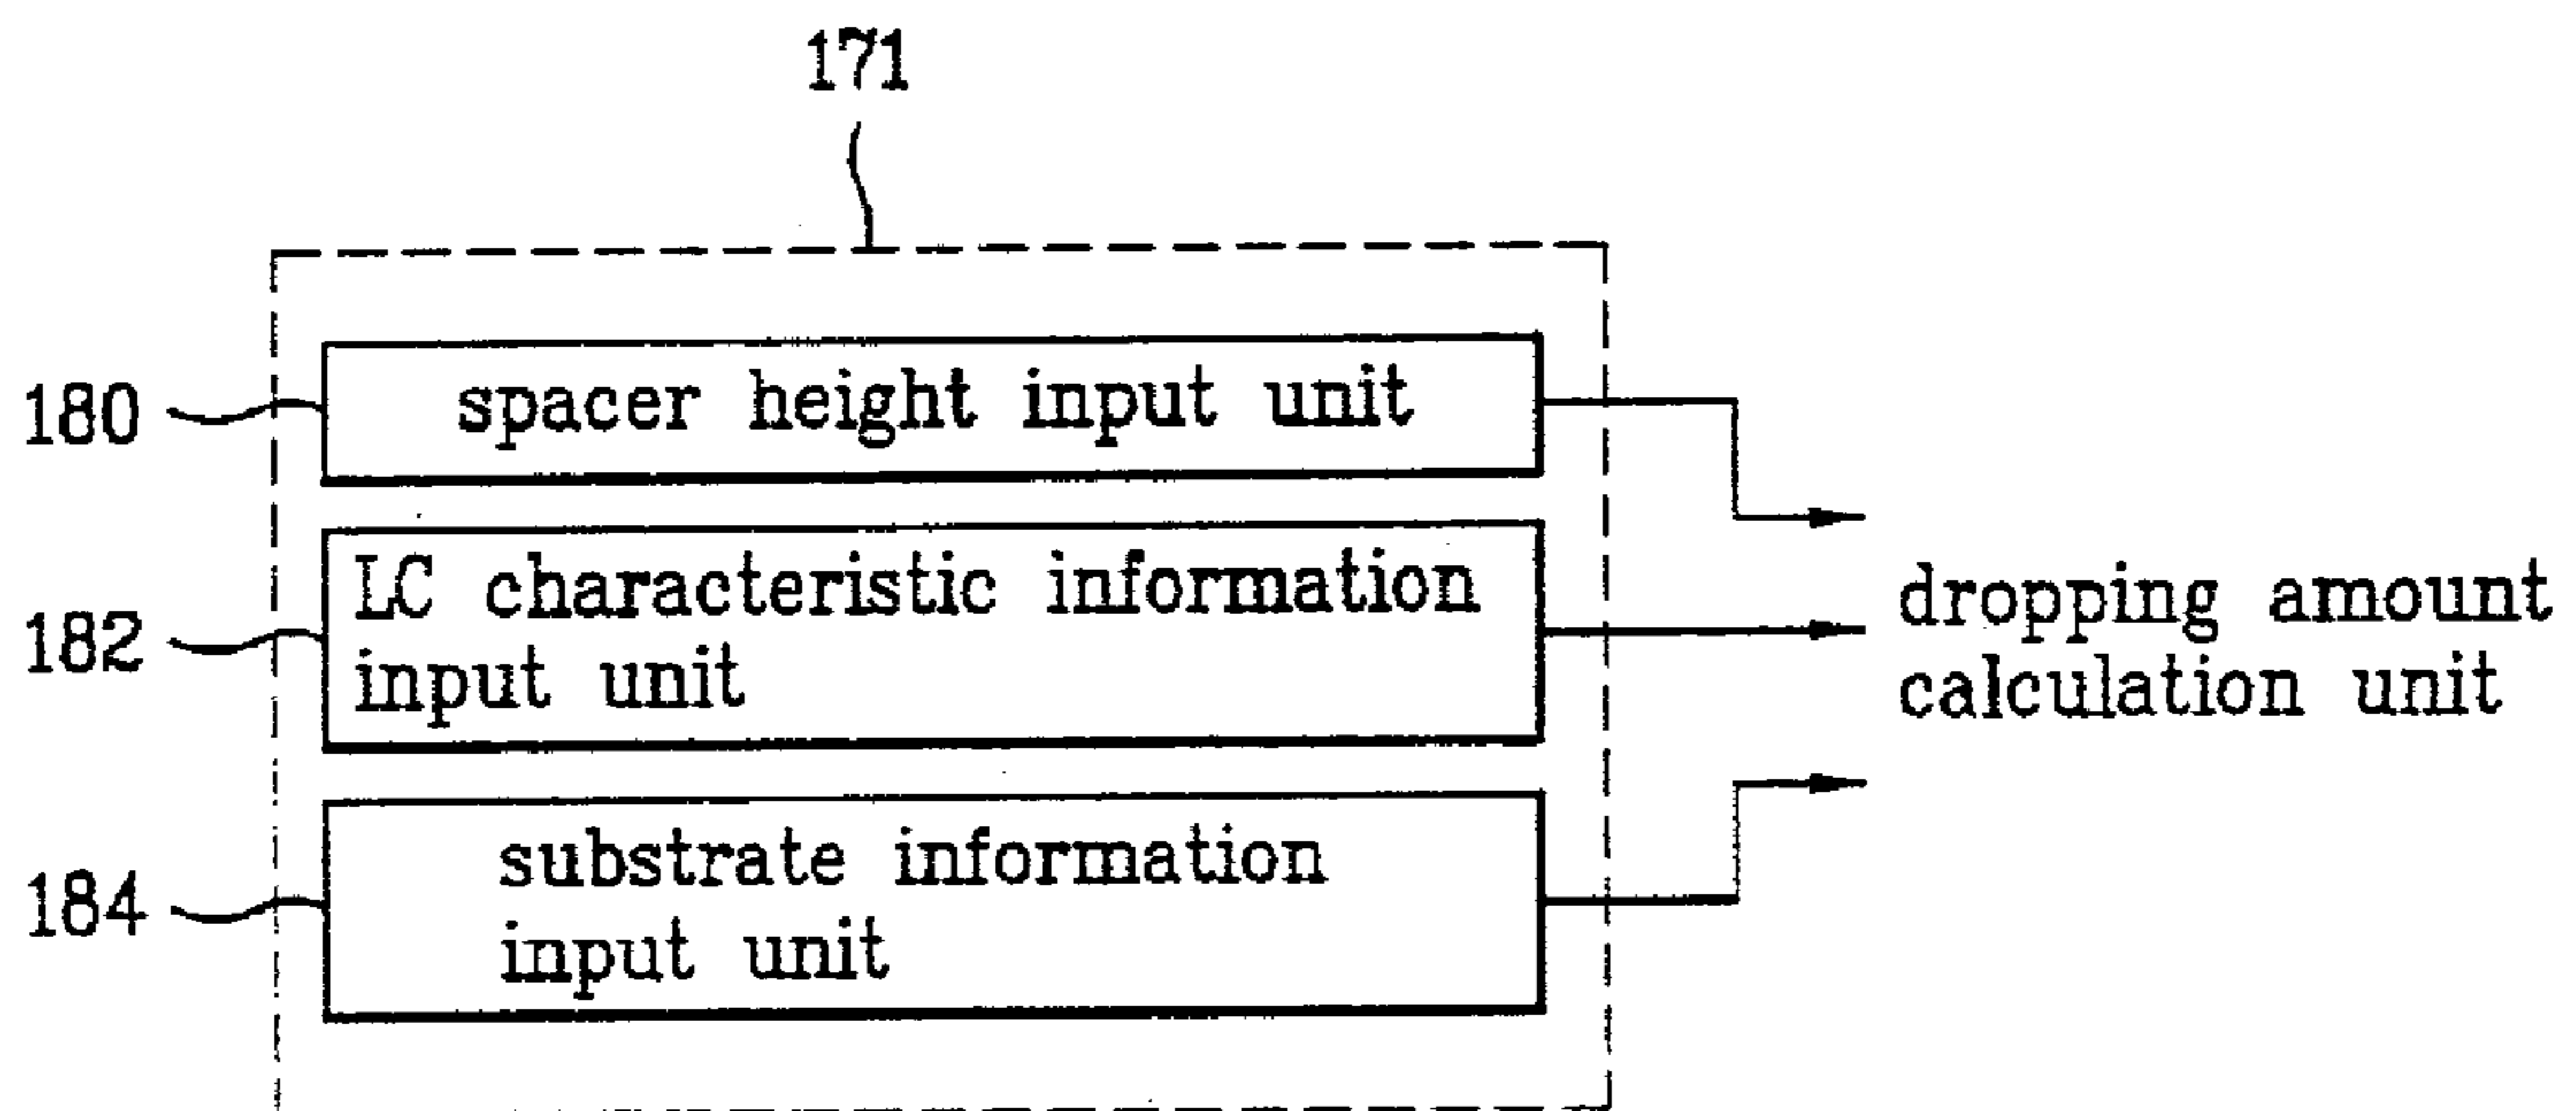 171
180
spacer height input unit
182
LC characteristic information
input unit
dropping amount
calculation unit
184
substrate information
input unit